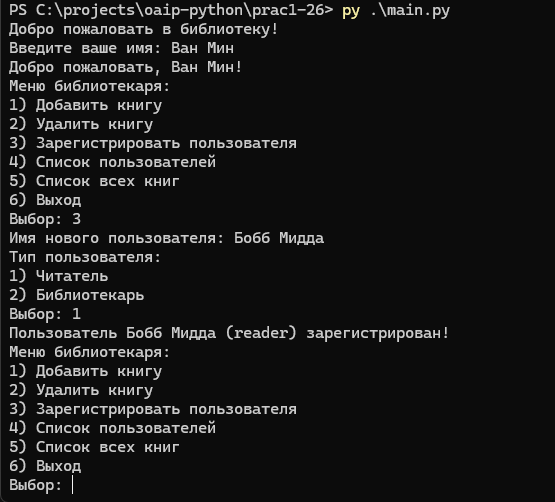 PS C:\projects\oaip-python\prac1-26> py .\main.py
Добро пожаловать в библиотеку!
Введите ваше имя: Ван Мин
Добро пожаловать, Ван Мин!
Меню библиотекаря:
1) Добавить книгу
2) Удалить книгу
3) Зарегистрировать пользователя
4) Список пользователей
5) Список всех книг
6) Выход
Выбор: 3
Имя нового пользователя: Бобб Мидда
Тип пользователя:
1) Читатель
2) Библиотекарь
Выбор: 1
Пользователь Бобб Мидда (reader) зарегистрирован!
Меню библиотекаря:
1) Добавить книгу
2) Удалить книгу
3) Зарегистрировать пользователя
4) Список пользователей
5) Список всех книг
6) Выход
Выбор: